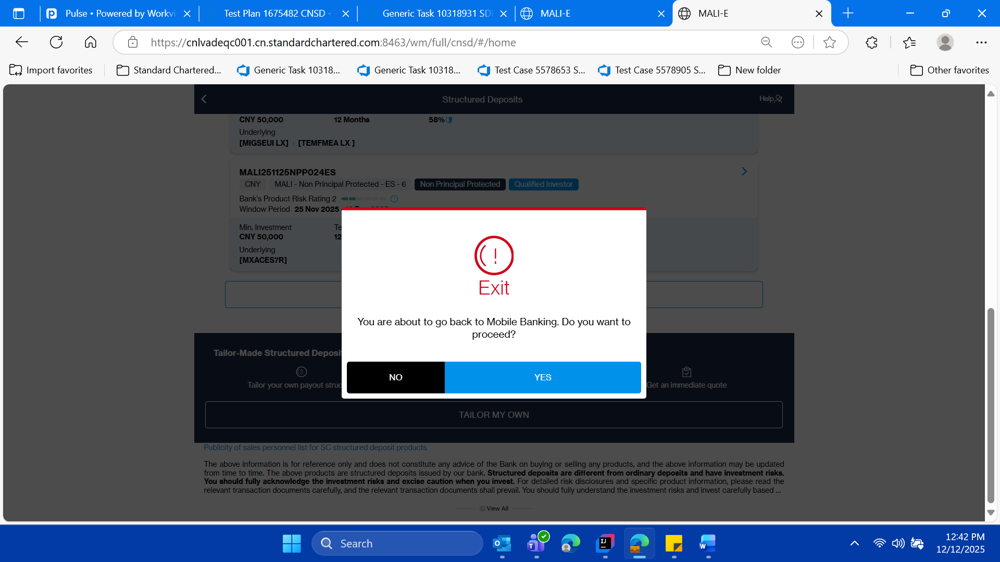 Pulse • Powered by Workvi
Test Plan 1675482 CNSD -
Generic Task 10318931 SDI
MALI-E
MALI-E
https://cnlvadeqc001.cn.standardchartered.com:8463/wm/full/cnsd/#/home
Import favorites
Standard Chartered...
Generic Task 10318...
Generic Task 10318...
Test Case 5578653 S...
Test Case 5578905 S...
New folder
Other favorites
Structured Deposits
Help
CNY 50,000 12 Months 58%
Underlying
[MIGSEUI LX] [TEMFMEA LX ]
MALI251125NPP024ES
CNY MALI - Non Principal Protected - ES - 6 Non Principal Protected Qualified Investor
Bank's Product Risk Rating 2
Window Period 25 Nov 2025
Min. Investment Te
CNY 50,000 12
Underlying
[MXACES7R]
Exit
You are about to go back to Mobile Banking. Do you want to
proceed?
NO YES
Tailor-Made Structured Deposi
Tailor your own payout struc
Get an immediate quote
TAILOR MY OWN
Publicity of sales personnel list for SC structured deposit products
The above information is for reference only and does not constitute any advice of the Bank on buying or selling any products, and the above information may be updated
from time to time. The above products are structured deposits issued by our bank. Structured deposits are different from ordinary deposits and have investment risks.
You should fully acknowledge the investment risks and excise caution when you invest. For detailed risk disclosures and specific product information, please read the
relevant transaction documents carefully, and the relevant transaction documents shall prevail. You should fully understand the investment risks and invest carefully based ...
View All
Search
12:42 PM
12/12/2025